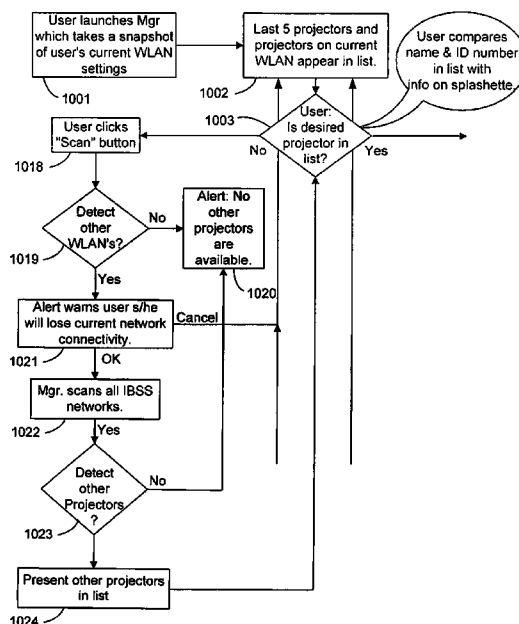 User launches Mgr
which takes a snapshot
of user's current WLAN
settings
1001
Last 5 projectors and
projectors on current
WLAN appear in list.
1002
User compares
name & ID number
in list with
info on splashette.
1003
User:
Is desired
projector in
list?
No
Yes
User clicks
"Scan" button
1018
Detect
other
WLAN's?
No
1019
Yes
Alert: No
other
projectors
are
available.
1020
Alert warns user s/he
will lose current network
connectivity.
Cancel
1021
OK
Mgr. scans all IBSS
networks.
1022
Yes
Detect
other
Projectors
?
No
1023
Present other projectors
in list
1024